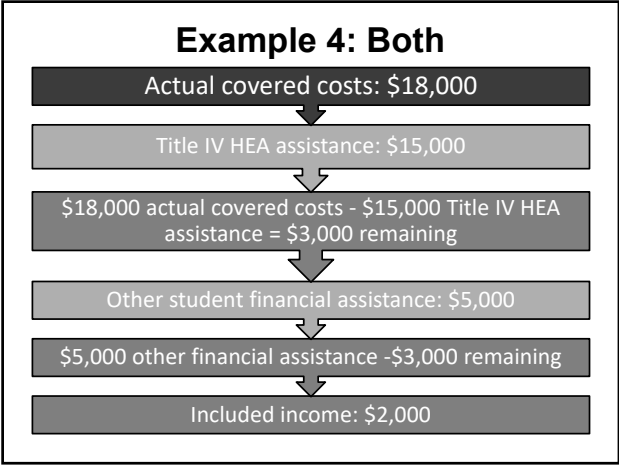 Example 4: Both
Actual covered costs: $18,000
Title IV HEA assistance: $15,000
$18,000 actual covered costs - $15,000 Title IV HEA
assistance = $3,000 remaining
Other student financial assistance: $5,000
$5,000 other financial assistance -$3,000 remaining
Included income: $2,000